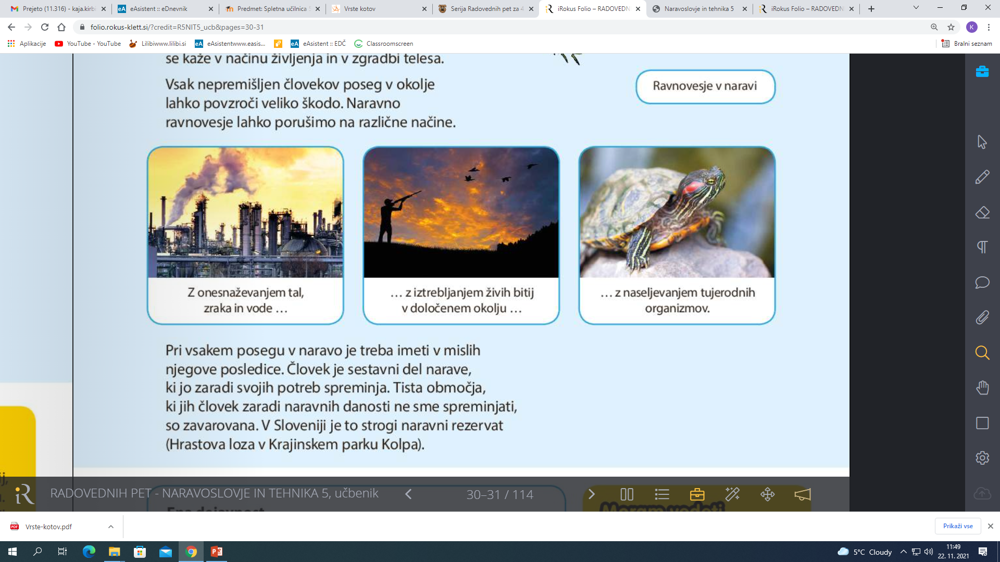 Prejeto (11.316) - kaja.kirb
eAsistent :: eDnevnik
Predmet: Spletna učilnica 5
Vrste kotov
Serija Radovednih pet za 4
iRokus Folio – RADOVEDN
Naravoslovje in tehnika 5
iRokus Folio – RADOVEDN
folio.rokus-klett.si/?credit=R5NIT5_ucb&pages=30-31
K
Aplikacije
YouTube - YouTube
Lilibiwww.lilibi.si
eAsistentwww.easis...
eAsistent :: EDČ
Classroomscreen
Bralni seznam
se kaže v načinu življenja in v zgradbi telesa.
Vsak nepremišljen človekov poseg v okolje
lahko povzroči veliko škodo. Naravno
ravnovesje lahko porušimo na različne načine.
Ravnovesje v naravi
Z onesnaževanjem tal,
zraka in vode …
… z iztrebljanjem živih bitij
v določenem okolju …
… z naseljevanjem tujerodnih
organizmov.
Pri vsakem posegu v naravo je treba imeti v mislih
njegove posledice. Človek je sestavni del narave,
ki jo zaradi svojih potreb spreminja. Tista območja,
ki jih človek zaradi naravnih danosti ne sme spreminjati,
so zavarovana. V Sloveniji je to strogi naravni rezervat
(Hrastova loza v Krajinskem parku Kolpa).
iR
RADOVEDNIH PET - NARAVOSLOVJE IN TEHNIKA 5, učbenik
30–31 / 114
Ena dejavnost
Moram vedeti
Vrste-kotov.pdf
Prikaži vse
5°C Cloudy
11:49
22. 11. 2021